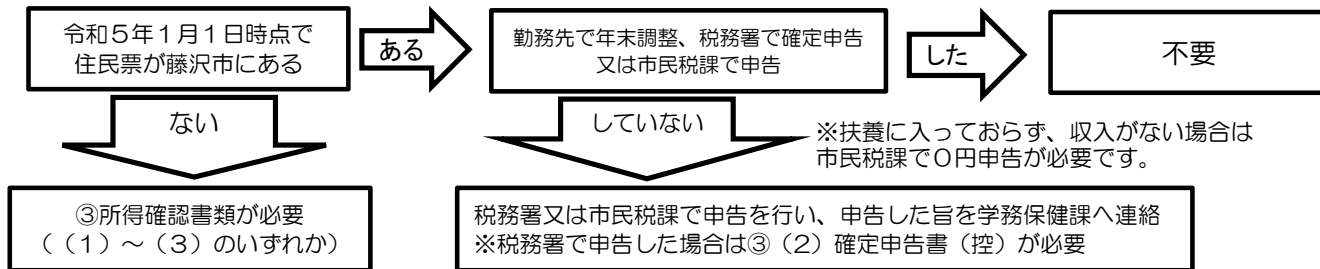 令和５年１月１日時点で
住民票が藤沢市にある
ある
勤務先で年末調整、税務署で確定申告
又は市民税課で申告
した
不要
ない
していない
※扶養に入っておらず、収入がない場合は
市民税課で０円申告が必要です。
③所得確認書類が必要
（（１）～（３）のいずれか）
税務署又は市民税課で申告を行い、申告した旨を学務保健課へ連絡
※税務署で申告した場合は③（２）確定申告書（控）が必要